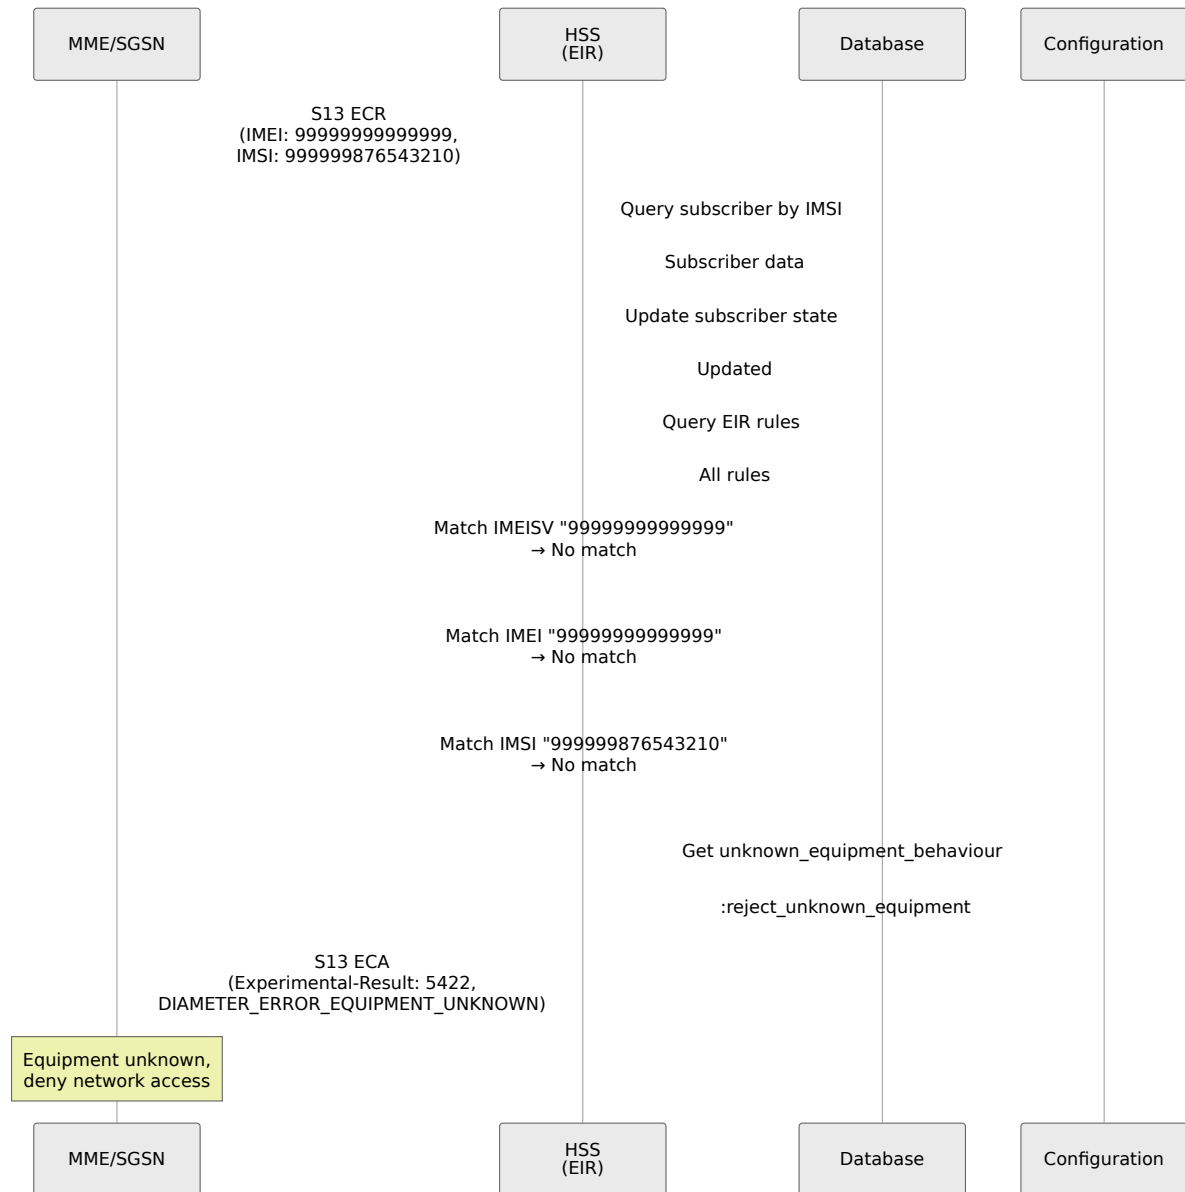 MME/SGSN
HSS
(EIR)
Database
Configuration
S13 ECR
(IMEI: 99999999999999,
IMSI: 999999876543210)
Query subscriber by IMSI
Subscriber data
Update subscriber state
Updated
Query EIR rules
All rules
Match IMEISV "99999999999999"
→ No match
Match IMEI "99999999999999"
→ No match
Match IMSI "999999876543210"
→ No match
Get unknown_equipment_behaviour
:reject_unknown_equipment
S13 ECA
(Experimental-Result: 5422,
DIAMETER_ERROR_EQUIPMENT_UNKNOWN)
Equipment unknown,
deny network access
MME/SGSN
HSS
(EIR)
Database
Configuration